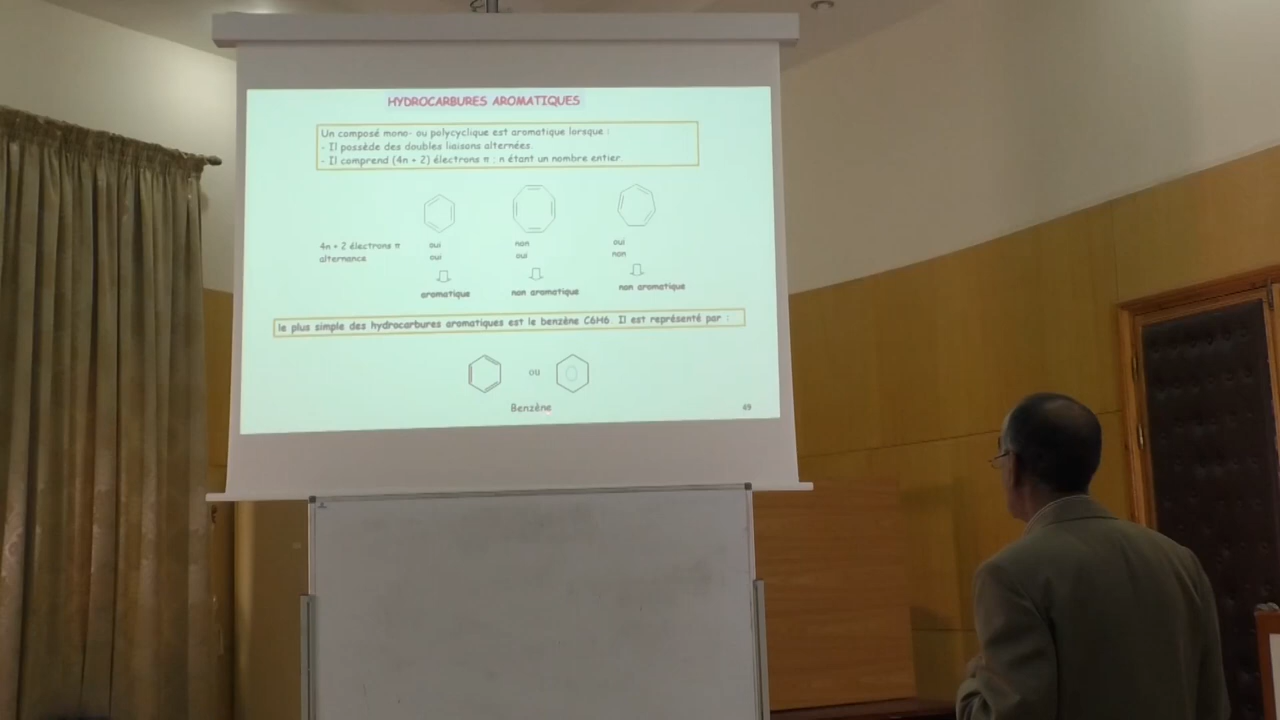 HYDROCARBURES AROMATIQUES
Un composé mono- ou polycyclique est aromatique lorsque :
- Il possède des doubles liaisons alternées.
- Il comprend (4n + 2) électrons π ; n étant un nombre entier
4n + 2 électrons π oui non oui
alternance oui oui non
aromatique non aromatique non aromatique
le plus simple des hydrocarbures aromatiques est le benzène C6H6. Il est représenté par :
ou
Benzène
49